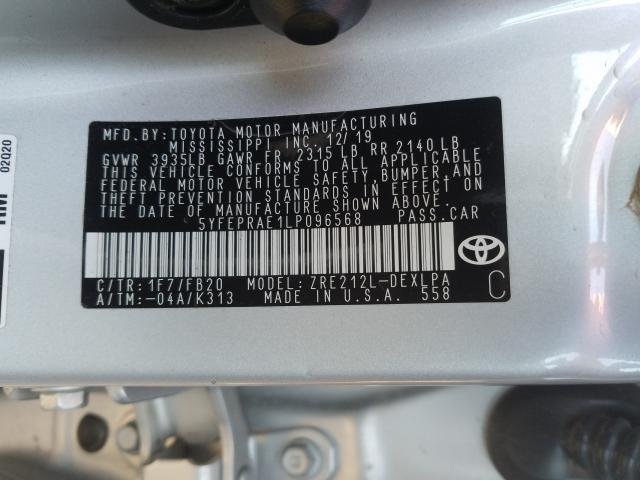 MFD. BY: TOYOTA MOTOR MANUFACTURING
MISSISSIPPI INC. 12/19
GVWR 3935LB GAWR FR 2315 LB RR 2140 LB
THIS VEHICLE CONFORMS TO ALL APPLICABLE
FEDERAL MOTOR VEHICLE SAFETY, BUMPER, AND
THEFT PREVENTION STANDARDS IN EFFECT ON
THE DATE OF MANUFACTURE SHOWN ABOVE.
5YFEPRAE1LP096568 PASS.CAR
C/TR: 1F7/FB20 MODEL: ZRE212L-DEXLPA
A/TM: -04A/K313 MADE IN U.S.A. 558
C
02020